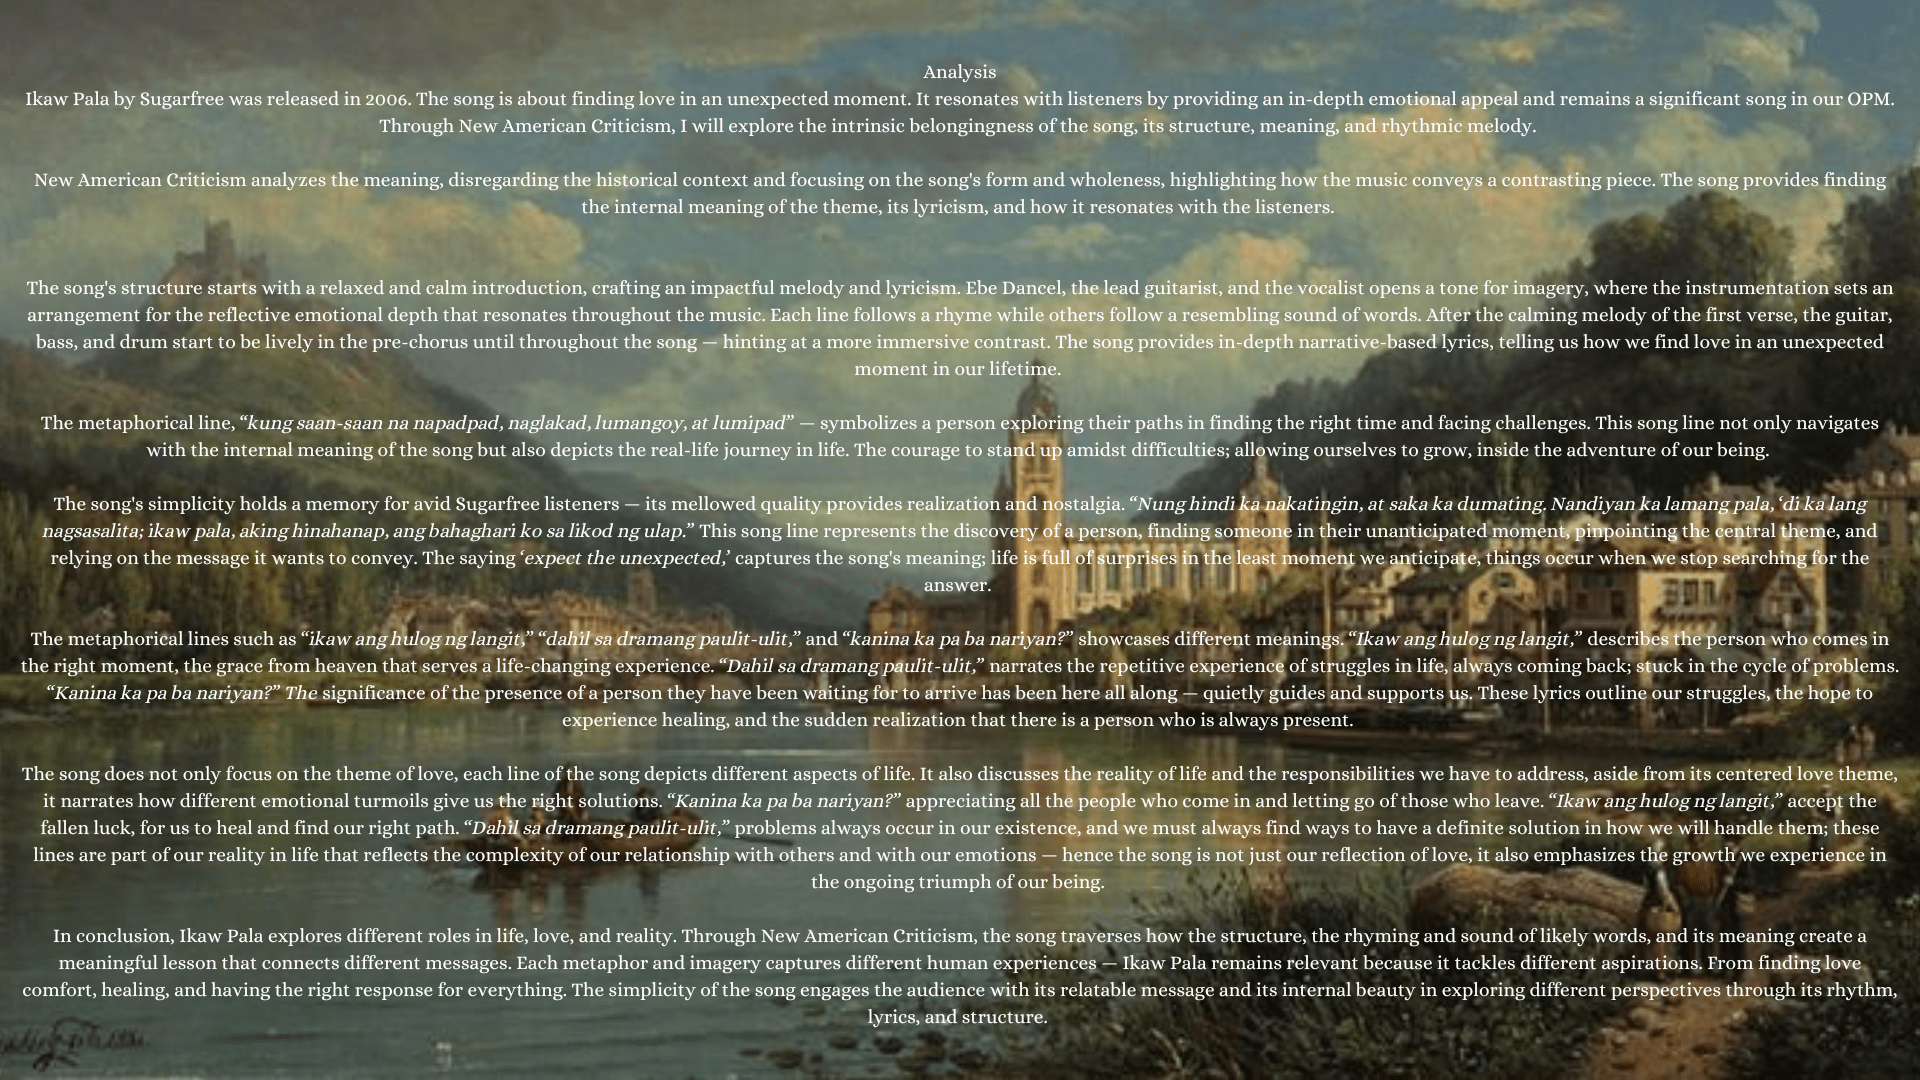 Analysis
Ikaw Pala by Sugarfree was released in 2006. The song is about finding love in an unexpected moment. It resonates with listeners by providing an in-depth emotional appeal and remains a significant song in our OPM.
Through New American Criticism, I will explore the intrinsic belongingness of the song, its structure, meaning, and rhythmic melody.
New American Criticism analyzes the meaning, disregarding the historical context and focusing on the song's form and wholeness, highlighting how the music conveys a contrasting piece. The song provides finding
the internal meaning of the theme, its lyricism, and how it resonates with the listeners.
The song's structure starts with a relaxed and calm introduction, crafting an impactful melody and lyricism. Ebe Dancel, the lead guitarist, and the vocalist opens a tone for imagery, where the instrumentation sets an
arrangement for the reflective emotional depth that resonates throughout the music. Each line follows a rhyme while others follow a resembling sound of words. After the calming melody of the first verse, the guitar,
bass, and drum start to be lively in the pre-chorus until throughout the song — hinting at a more immersive contrast. The song provides in-depth narrative-based lyrics, telling us how we find love in an unexpected
moment in our lifetime.
The metaphorical line, “kung saan-saan na napadpad, naglakad, lumangoy, at lumipad” — symbolizes a person exploring their paths in finding the right time and facing challenges. This song line not only navigates
with the internal meaning of the song but also depicts the real-life journey in life. The courage to stand up amidst difficulties; allowing ourselves to grow, inside the adventure of our being.
The song's simplicity holds a memory for avid Sugarfree listeners — its mellowed quality provides realization and nostalgia. “Nung hindi ka nakatingin, at saka ka dumating. Nandiyan ka lamang pala, ‘di ka lang
nagsasalita; ikaw pala, aking hinahanap, ang bahaghari ko sa likod ng ulap.” This song line represents the discovery of a person, finding someone in their unanticipated moment, pinpointing the central theme, and
relying on the message it wants to convey. The saying ‘expect the unexpected,’ captures the song's meaning; life is full of surprises in the least moment we anticipate, things occur when we stop searching for the
answer.
The metaphorical lines such as “ikaw ang hulog ng langit,” “dahil sa dramang paulit-ulit,” and “kanina ka pa ba nariyan?” showcases different meanings. “Ikaw ang hulog ng langit,” describes the person who comes in
the right moment, the grace from heaven that serves a life-changing experience. “Dahil sa dramang paulit-ulit,” narrates the repetitive experience of struggles in life, always coming back; stuck in the cycle of problems.
“Kanina ka pa ba nariyan?” The significance of the presence of a person they have been waiting for to arrive has been here all along — quietly guides and supports us. These lyrics outline our struggles, the hope to
experience healing, and the sudden realization that there is a person who is always present.
The song does not only focus on the theme of love, each line of the song depicts different aspects of life. It also discusses the reality of life and the responsibilities we have to address, aside from its centered love theme,
it narrates how different emotional turmoils give us the right solutions. “Kanina ka pa ba nariyan?” appreciating all the people who come in and letting go of those who leave. “Ikaw ang hulog ng langit,” accept the
fallen luck, for us to heal and find our right path. “Dahil sa dramang paulit-ulit,” problems always occur in our existence, and we must always find ways to have a definite solution in how we will handle them; these
lines are part of our reality in life that reflects the complexity of our relationship with others and with our emotions — hence the song is not just our reflection of love, it also emphasizes the growth we experience in
the ongoing triumph of our being.
In conclusion, Ikaw Pala explores different roles in life, love, and reality. Through New American Criticism, the song traverses how the structure, the rhyming and sound of likely words, and its meaning create a
meaningful lesson that connects different messages. Each metaphor and imagery captures different human experiences — Ikaw Pala remains relevant because it tackles different aspirations. From finding love
comfort, healing, and having the right response for everything. The simplicity of the song engages the audience with its relatable message and its internal beauty in exploring different perspectives through its rhythm,
lyrics, and structure.